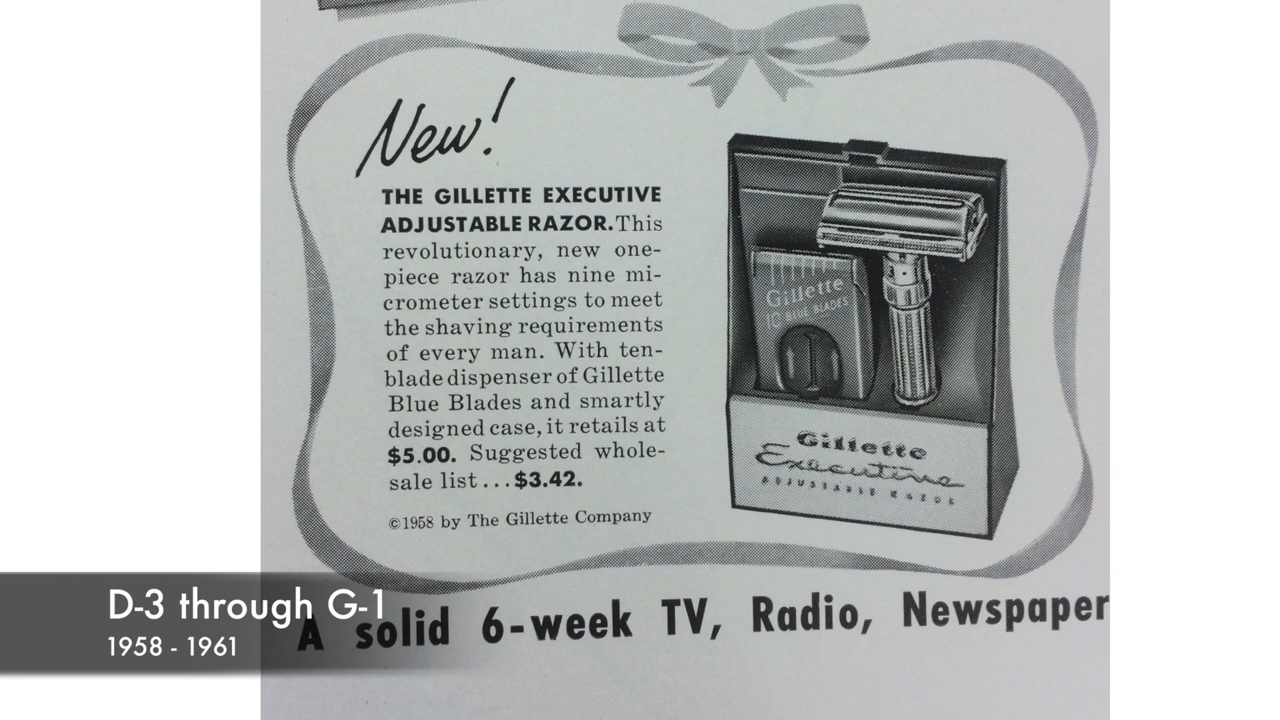 New!
THE GILLETTE EXECUTIVE
ADJUSTABLE RAZOR. This
revolutionary, new one-
piece razor has nine mi-
crometer settings to meet
the shaving requirements
of every man. With ten-
blade dispenser of Gillette
Blue Blades and smartly
designed case, it retails at
$5.00. Suggested whole-
sale list...$3.42.
©1958 by The Gillette Company
Gillette
10 BLUE BLADES
3
Gillette
Executive
ADJUSTABLE RAZOR
D-3 through G-1
1958 - 1961
A solid 6-week TV, Radio, Newspaper